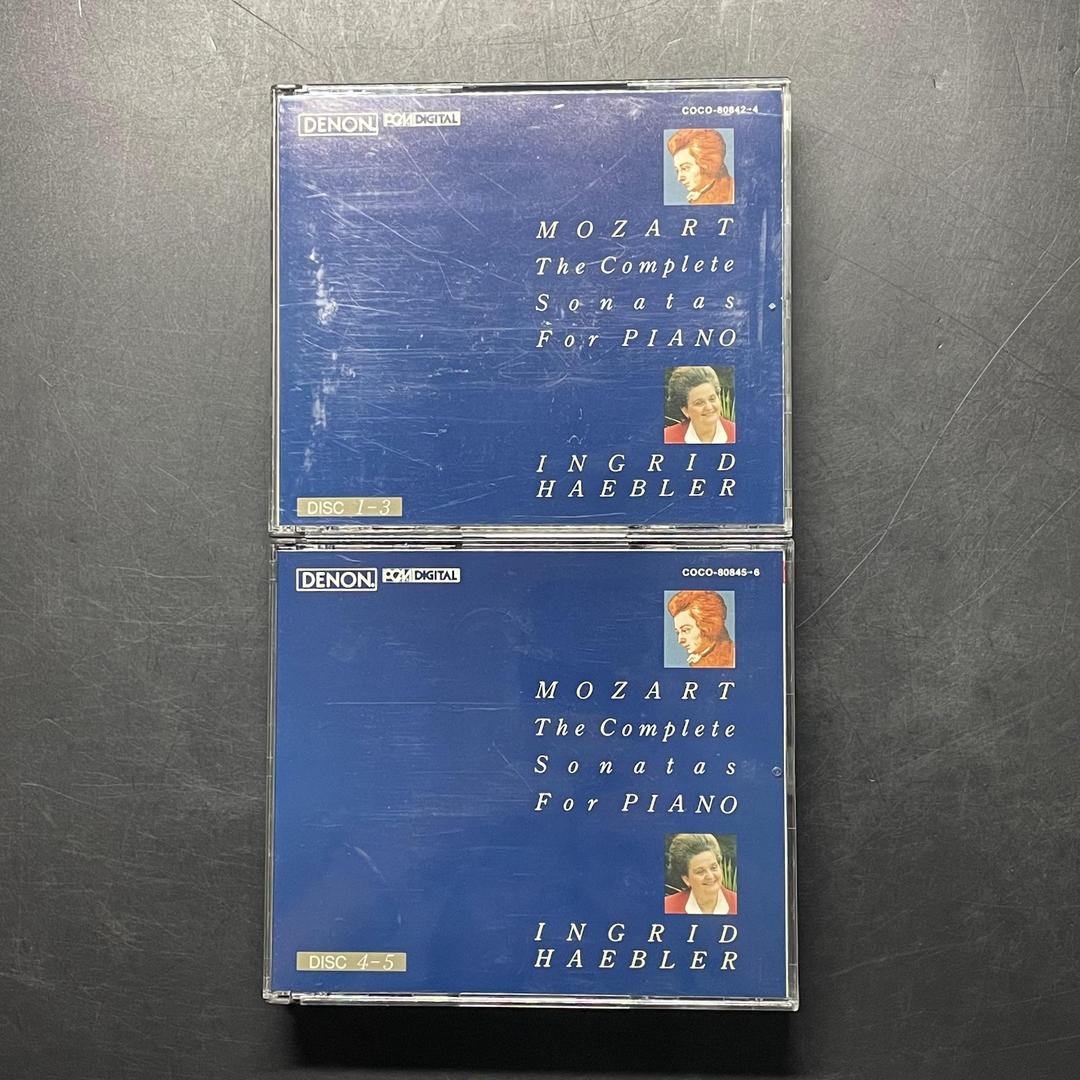 DENON PCM DIGITAL
COCO-80842→4
MOZART
The Complete
Sonatas
For PIANO
INGRID
HAEBLER
DISC 1-3
DENON PCM DIGITAL
COCO-80845→6
MOZART
The Complete
Sonatas
For PIANO
INGRID
HAEBLER
DISC 4-5